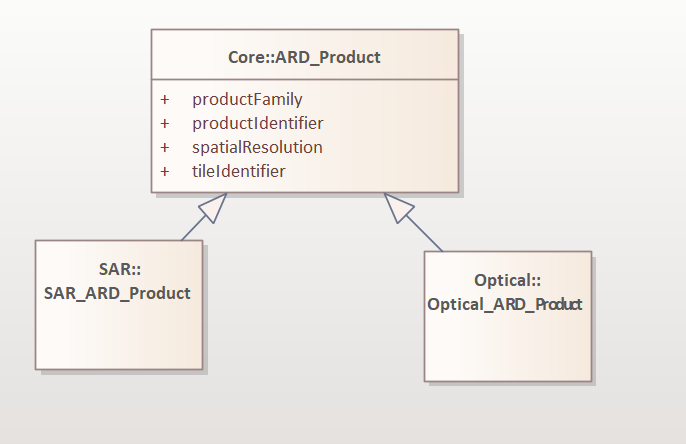 Core::ARD_Product
+ productFamily
+ productIdentifier
+ spatialResolution
+ tileIdentifier
SAR::
SAR_ARD_Product
Optical::
Optical_ARD_Product